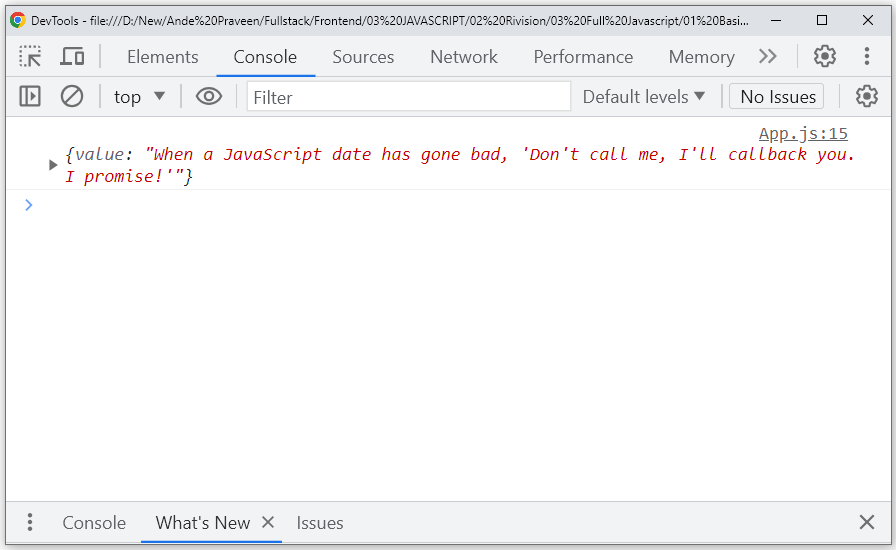 DevTools - file:///D:/New/Ande%20Praveen/Fullstack/Frontend/03%20JAVASCRIPT/02%20Rivision/03%20Full%20Javascript/01%20Basi...
Elements Console Sources Network Performance Memory
top Filter Default levels No Issues
App.js:15
{value: "When a JavaScript date has gone bad, 'Don't call me, I'll callback you.
I promise!'"}
Console What's New Issues